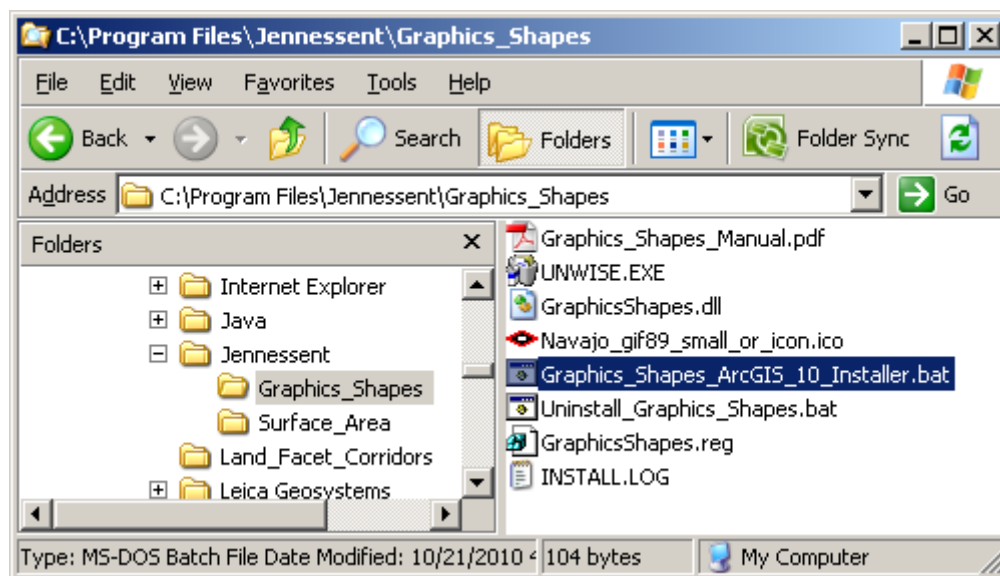 C:\Program Files\Jennessent\Graphics_Shapes
File Edit View Favorites Tools Help
Back Search Folders Folder Sync
Address C:\Program Files\Jennessent\Graphics_Shapes Go
Folders
Internet Explorer
Java
Jennessent
Graphics_Shapes
Surface_Area
Land_Facet_Corridors
Leica Geosystems
Graphics_Shapes_Manual.pdf
UNWISE.EXE
GraphicsShapes.dll
Navajo_gif89_small_or_icon.ico
Graphics_Shapes_ArcGIS_10_Installer.bat
Uninstall_Graphics_Shapes.bat
GraphicsShapes.reg
INSTALL.LOG
Type: MS-DOS Batch File Date Modified: 10/21/2010 104 bytes My Computer